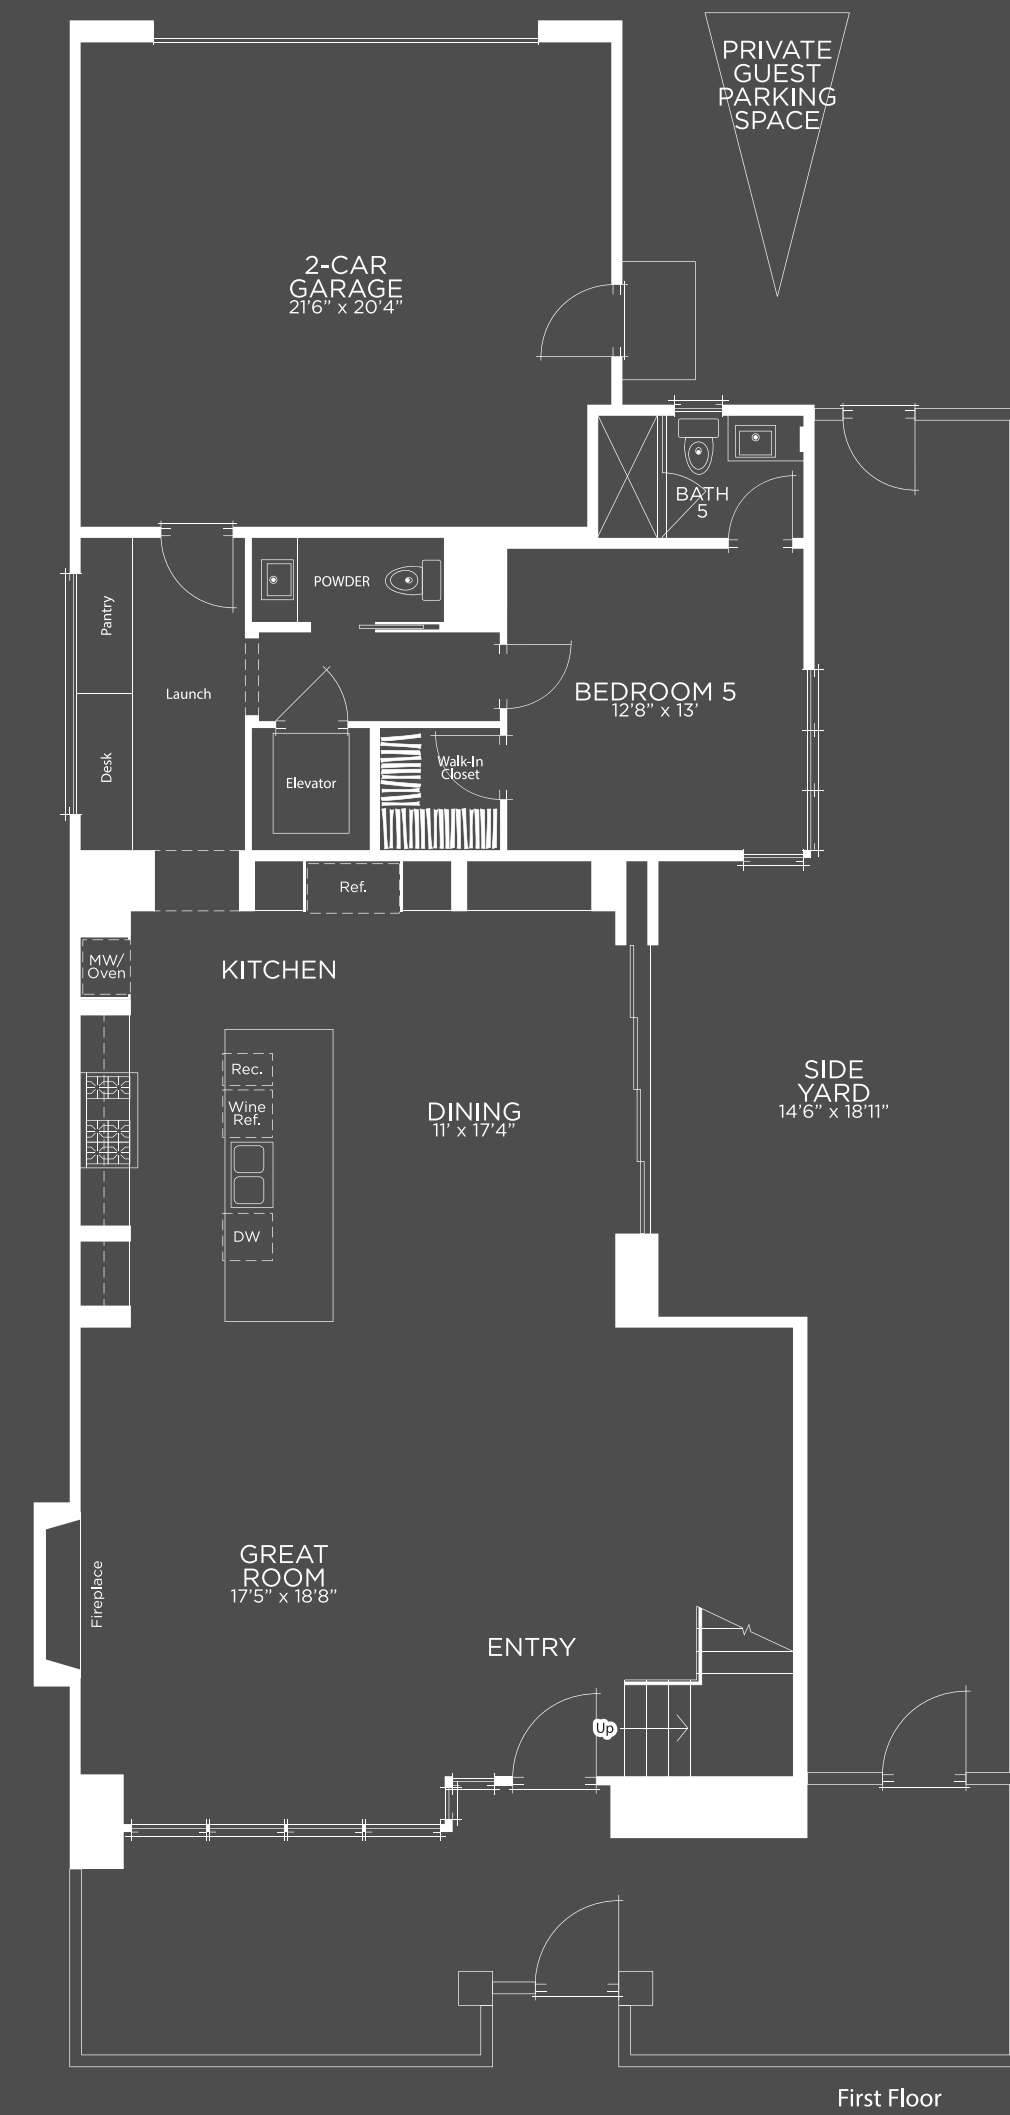 PRIVATE
GUEST
PARKING
SPACE
2-CAR
GARAGE
21'6” x 20'4”
BATH
5
POWDER
Pantry
Launch
BEDROOM 5
12'8” x 13'
Desk
Elevator
Walk-In
Closet
Ref.
MW/
Oven
KITCHEN
Rec.
Wine
Ref.
DINING
11' x 17'4”
SIDE
YARD
14'6” x 18'11”
DW
GREAT
ROOM
17'5” x 18'8”
Fireplace
ENTRY
Up
First Floor